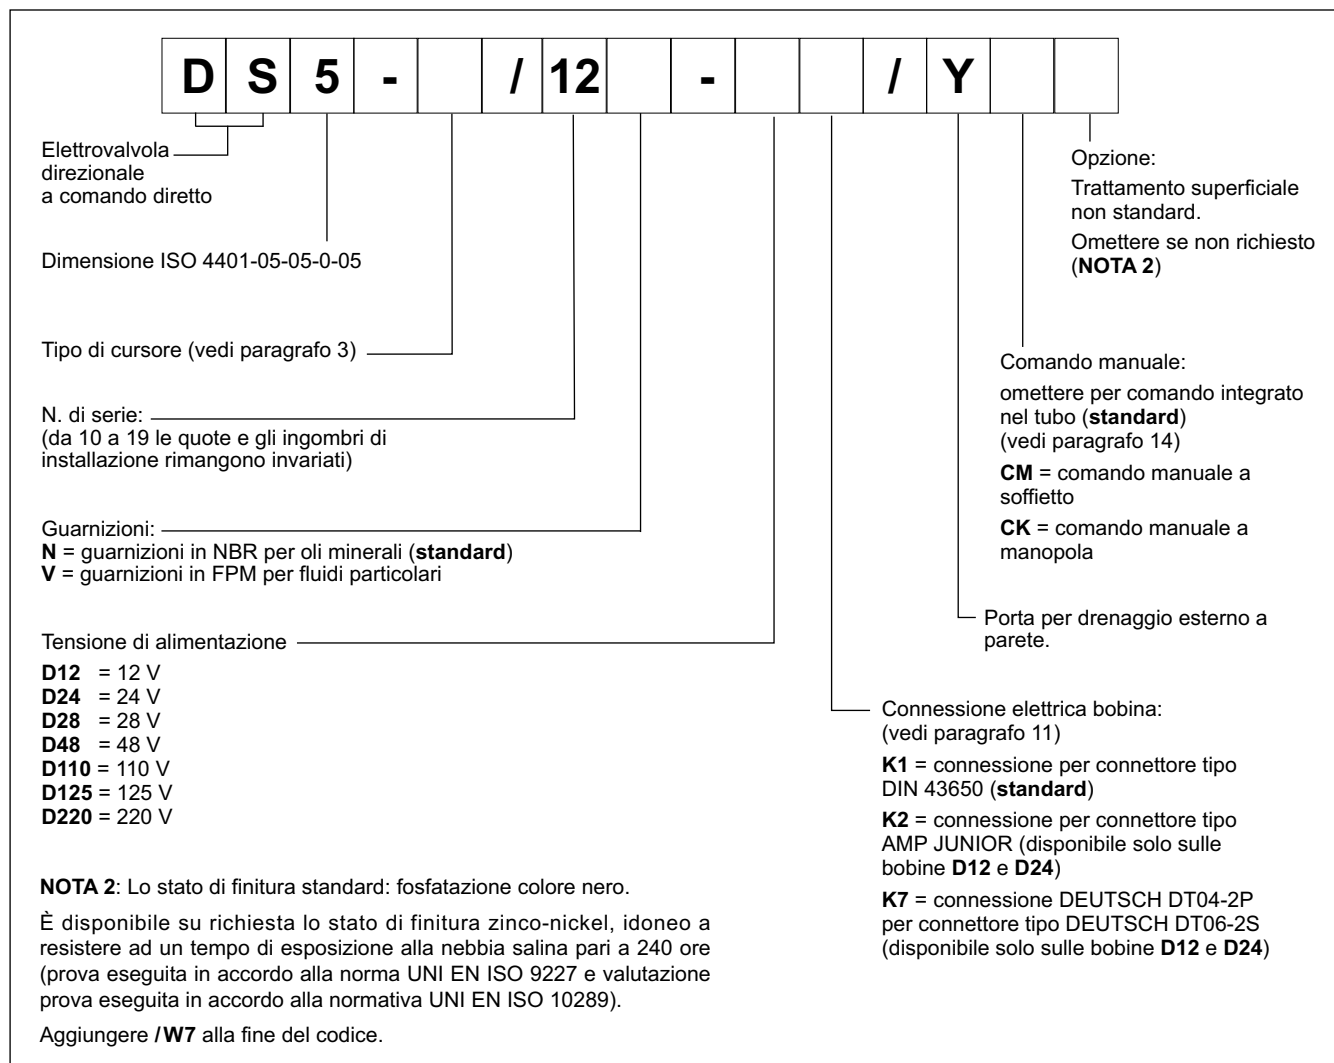 D S 5 - / 12 - / Y
Elettrovalvola
direzionale
a comando diretto
Dimensione ISO 4401-05-05-0-05
Tipo di cursore (vedi paragrafo 3)
N. di serie:
(da 10 a 19 le quote e gli ingombri di
installazione rimangono invariati)
Guarnizioni:
N = guarnizioni in NBR per oli minerali (standard)
V = guarnizioni in FPM per fluidi particolari
Tensione di alimentazione
D12 = 12 V
D24 = 24 V
D28 = 28 V
D48 = 48 V
D110 = 110 V
D125 = 125 V
D220 = 220 V
NOTA 2: Lo stato di finitura standard: fosfatazione colore nero.
È disponibile su richiesta lo stato di finitura zinco-nickel, idoneo a
resistere ad un tempo di esposizione alla nebbia salina pari a 240 ore
(prova eseguita in accordo alla norma UNI EN ISO 9227 e valutazione
prova eseguita in accordo alla normativa UNI EN ISO 10289).
Aggiungere /W7 alla fine del codice.
Opzione:
Trattamento superficiale
non standard.
Omettere se non richiesto
(NOTA 2)
Comando manuale:
omettere per comando integrato
nel tubo (standard)
(vedi paragrafo 14)
CM = comando manuale a
soffietto
CK = comando manuale a
manopola
Porta per drenaggio esterno a
parete.
Connessione elettrica bobina:
(vedi paragrafo 11)
K1 = connessione per connettore tipo
DIN 43650 (standard)
K2 = connessione per connettore tipo
AMP JUNIOR (disponibile solo sulle
bobine D12 e D24)
K7 = connessione DEUTSCH DT04-2P
per connettore tipo DEUTSCH DT06-2S
(disponibile solo sulle bobine D12 e D24)